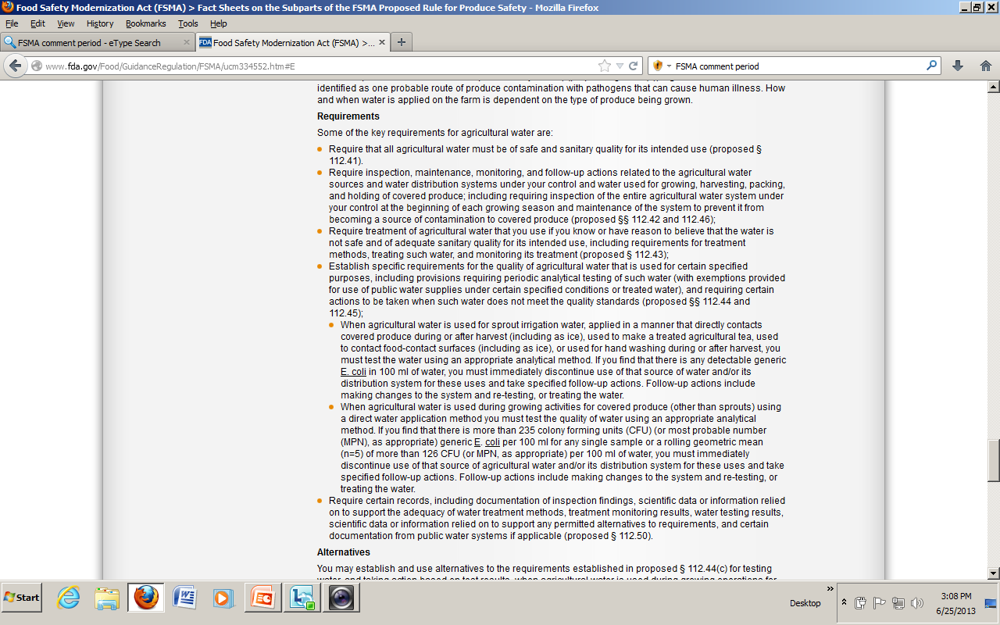 Food Safety Modernization Act (FSMA) > Fact Sheets on the Subparts of the FSMA Proposed Rule for Produce Safety - Mozilla Firefox
File Edit View History Bookmarks Tools Help
FSMA comment period - eType Search
FDA Food Safety Modernization Act (FSMA) >...
www.fda.gov/Food/GuidanceRegulation/FSMA/ucm334552.htm#E
FSMA comment period
identified as one probable route of produce contamination with pathogens that can cause human illness. How
and when water is applied on the farm is dependent on the type of produce being grown.
Requirements
Some of the key requirements for agricultural water are:
Require that all agricultural water must be of safe and sanitary quality for its intended use (proposed §
112.41).
Require inspection, maintenance, monitoring, and follow-up actions related to the agricultural water
sources and water distribution systems under your control and water used for growing, harvesting, packing,
and holding of covered produce; including requiring inspection of the entire agricultural water system under
your control at the beginning of each growing season and maintenance of the system to prevent it from
becoming a source of contamination to covered produce (proposed §§ 112.42 and 112.46);
Require treatment of agricultural water that you use if you know or have reason to believe that the water is
not safe and of adequate sanitary quality for its intended use, including requirements for treatment
methods, treating such water, and monitoring its treatment (proposed § 112.43);
Establish specific requirements for the quality of agricultural water that is used for certain specified
purposes, including provisions requiring periodic analytical testing of such water (with exemptions provided
for use of public water supplies under certain specified conditions or treated water), and requiring certain
actions to be taken when such water does not meet the quality standards (proposed §§ 112.44 and
112.45);
When agricultural water is used for sprout irrigation water, applied in a manner that directly contacts
covered produce during or after harvest (including as ice), used to make a treated agricultural tea, used
to contact food-contact surfaces (including as ice), or used for hand washing during or after harvest, you
must test the water using an appropriate analytical method. If you find that there is any detectable generic
E. coli in 100 ml of water, you must immediately discontinue use of that source of water and/or its
distribution system for these uses and take specified follow-up actions. Follow-up actions include
making changes to the system and re-testing, or treating the water.
When agricultural water is used during growing activities for covered produce (other than sprouts) using
a direct water application method you must test the quality of water using an appropriate analytical
method. If you find that there is more than 235 colony forming units (CFU) (or most probable number
(MPN), as appropriate) generic E. coli per 100 ml for any single sample or a rolling geometric mean
(n=5) of more than 126 CFU (or MPN, as appropriate) per 100 ml of water, you must immediately
discontinue use of that source of agricultural water and/or its distribution system for these uses and take
specified follow-up actions. Follow-up actions include making changes to the system and re-testing, or
treating the water.
Require certain records, including documentation of inspection findings, scientific data or information relied
on to support the adequacy of water treatment methods, treatment monitoring results, water testing results,
scientific data or information relied on to support any permitted alternatives to requirements, and certain
documentation from public water systems if applicable (proposed § 112.50).
Alternatives
You may establish and use alternatives to the requirements established in proposed § 112.44(c) for testing
water, and taking action based on test results, when agricultural water is used during growing operations for
Start
Desktop
3:08 PM
6/25/2013